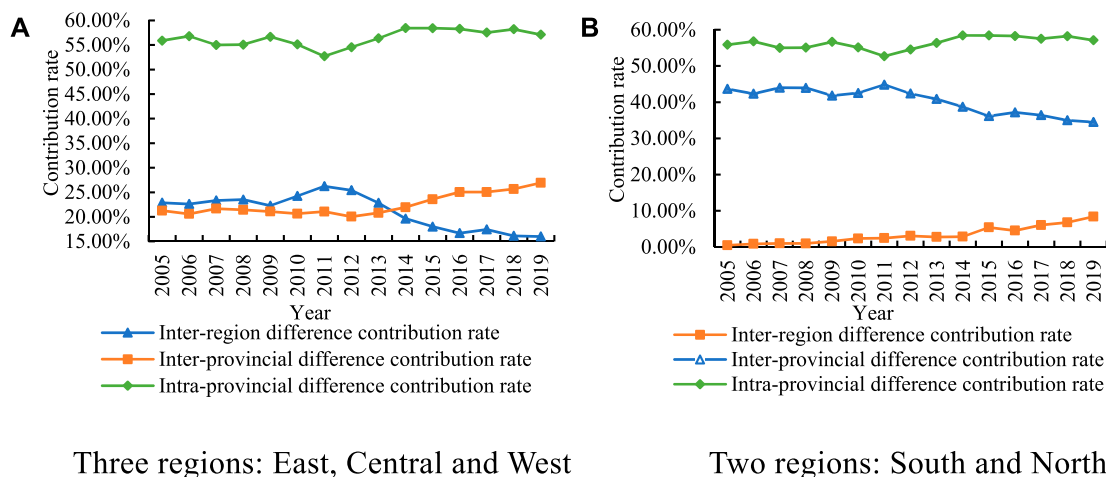 A
Contribution rate
60.00%
55.00%
50.00%
45.00%
40.00%
35.00%
30.00%
25.00%
20.00%
15.00%
2005 2006 2007 2008 2009 2010 2011 2012 2013 2014 2015 2016 2017 2018 2019
Year
Inter-region difference contribution rate
Inter-provincial difference contribution rate
Intra-provincial difference contribution rate
Three regions: East, Central and West
B
Contribution rate
60.00%
50.00%
40.00%
30.00%
20.00%
10.00%
0.00%
2005 2006 2007 2008 2009 2010 2011 2012 2013 2014 2015 2016 2017 2018 2019
Year
Inter-region difference contribution rate
Inter-provincial difference contribution rate
Intra-provincial difference contribution rate
Two regions: South and North